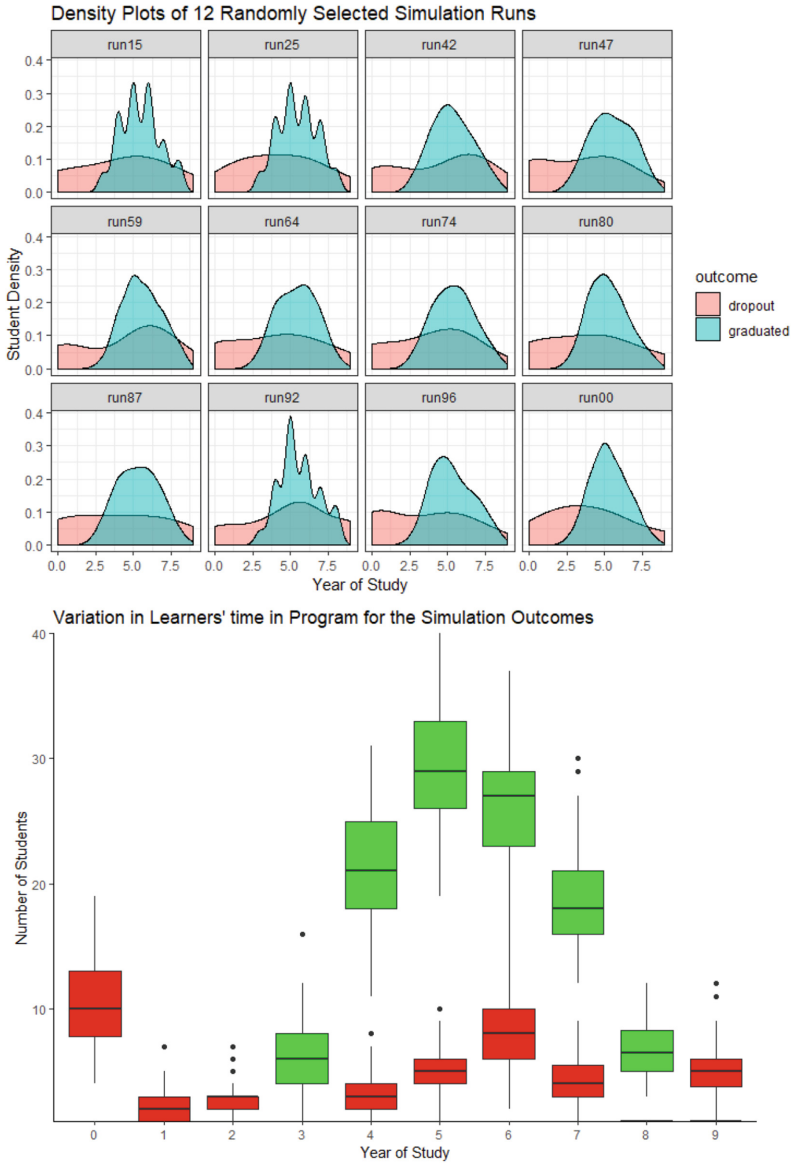 Density Plots of 12 Randomly Selected Simulation Runs
run15 run25 run42 run47
0.4
0.3
0.2
0.1
0.0
run59 run64 run74 run80
0.4
0.3
0.2
0.1
0.0
run87 run92 run96 run00
0.4
0.3
0.2
0.1
0.0
0.0 2.5 5.0 7.5 0.0 2.5 5.0 7.5 0.0 2.5 5.0 7.5 0.0 2.5 5.0 7.5
Year of Study
Student Density
outcome
dropout
graduated
Variation in Learners' time in Program for the Simulation Outcomes
40
30
20
10
Number of Students
0 1 2 3 4 5 6 7 8 9
Year of Study